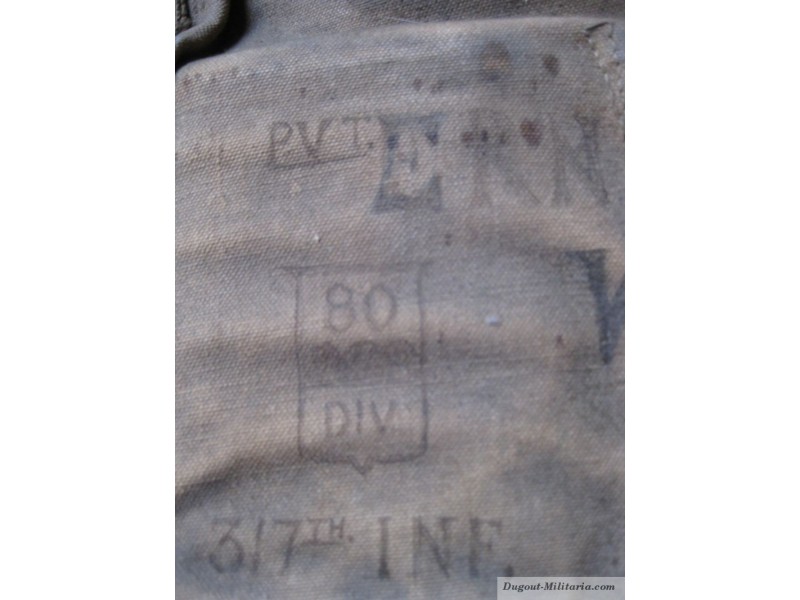 PVT. ERN
80
DIV
317TH. INF.
Dugout-Militaria.com